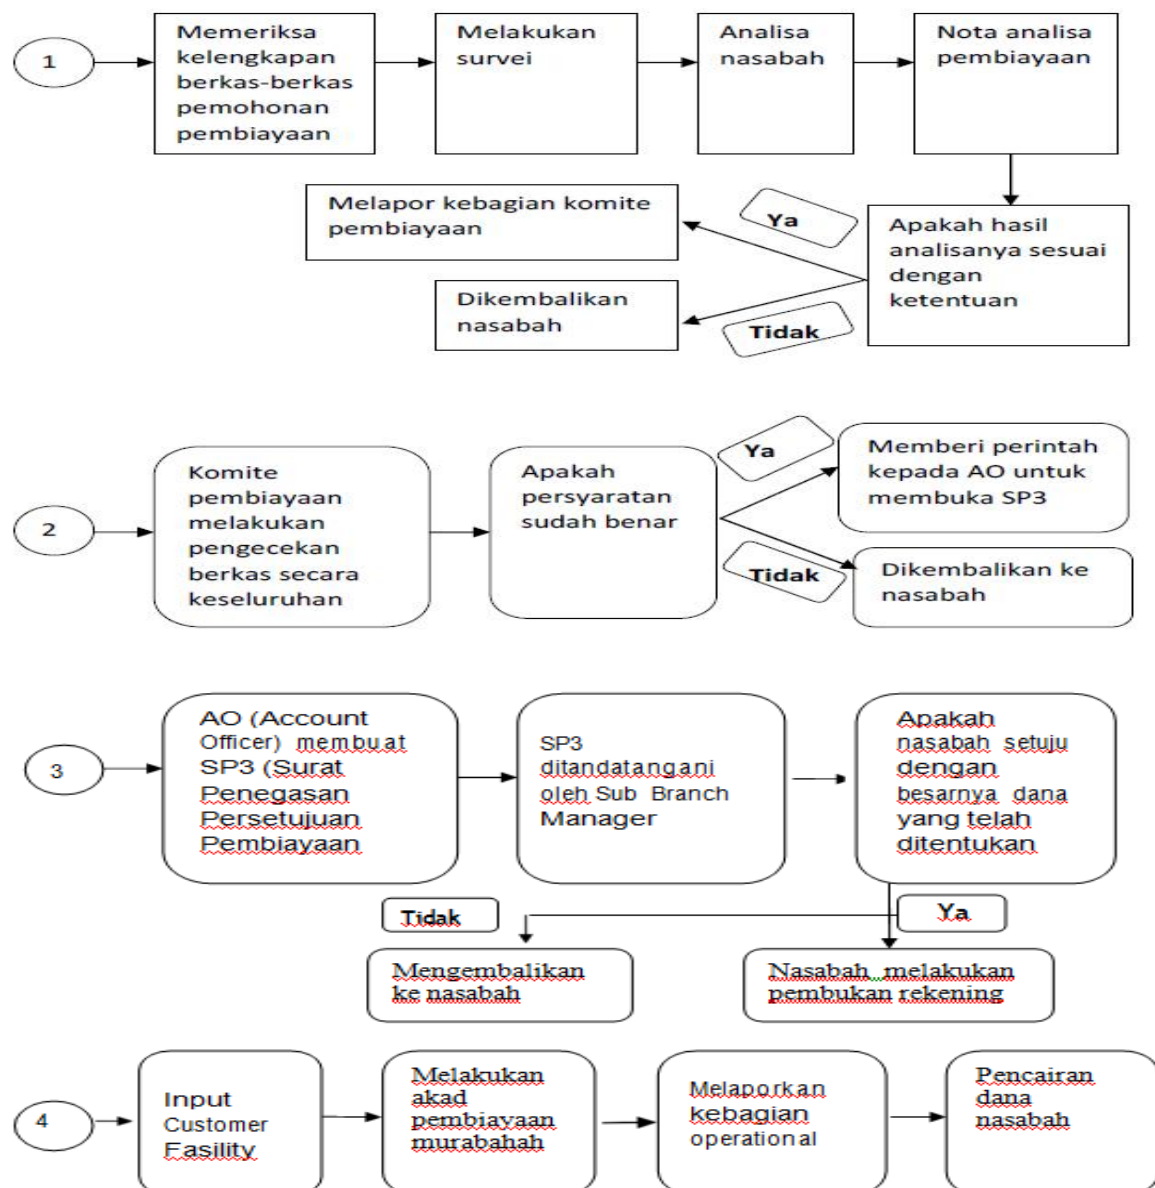 1
Memeriksa
kelengkapan
berkas-berkas
pemohonan
pembiayaan
Melakukan
survei
Analisa
nasabah
Nota analisa
pembiayaan
Melapor kebagian komite
pembiayaan
Ya
Apakah hasil
analisanya sesuai
dengan
ketentuan
Dikembalikan
nasabah
Tidak
2
Komite
pembiayaan
melakukan
pengecekan
berkas secara
keseluruhan
Apakah
persyaratan
sudah benar
Ya
Memberi perintah
kepada AO untuk
membuka SP3
Tidak
Dikembalikan ke
nasabah
3
AO (Account
Officer) membuat
SP3 (Surat
Penegasan
Persetujuan
Pembiayaan
SP3
ditandatangani
oleh Sub Branch
Manager
Apakah
nasabah setuju
dengan
besarnya dana
yang telah
ditentukan
Tidak
Ya
Mengembalikan
ke nasabah
Nasabah melakukan
pembukan rekening
4
Input
Customer
Fasility
Melakukan
akad
pembiayaan
murabahah
Melaporkan
kebagian
operational
Pencairan
dana
nasabah